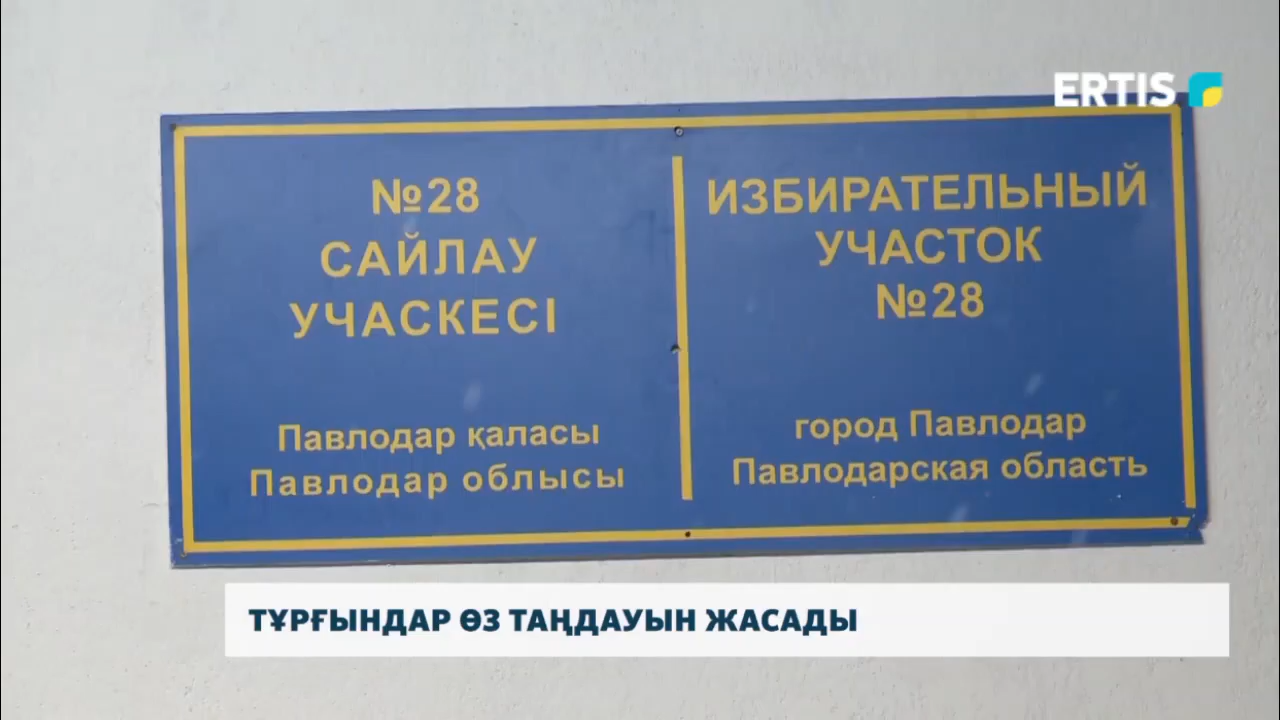 ERTIS
№28
САЙЛАУ
УЧАСКЕСІ
Павлодар қаласы
Павлодар облысы
ИЗБИРАТЕЛЬНЫЙ
УЧАСТОК
№28
город Павлодар
Павлодарская область
ТҰРҒЫНДАР ӨЗ ТАҢДАУЫН ЖАСАДЫ